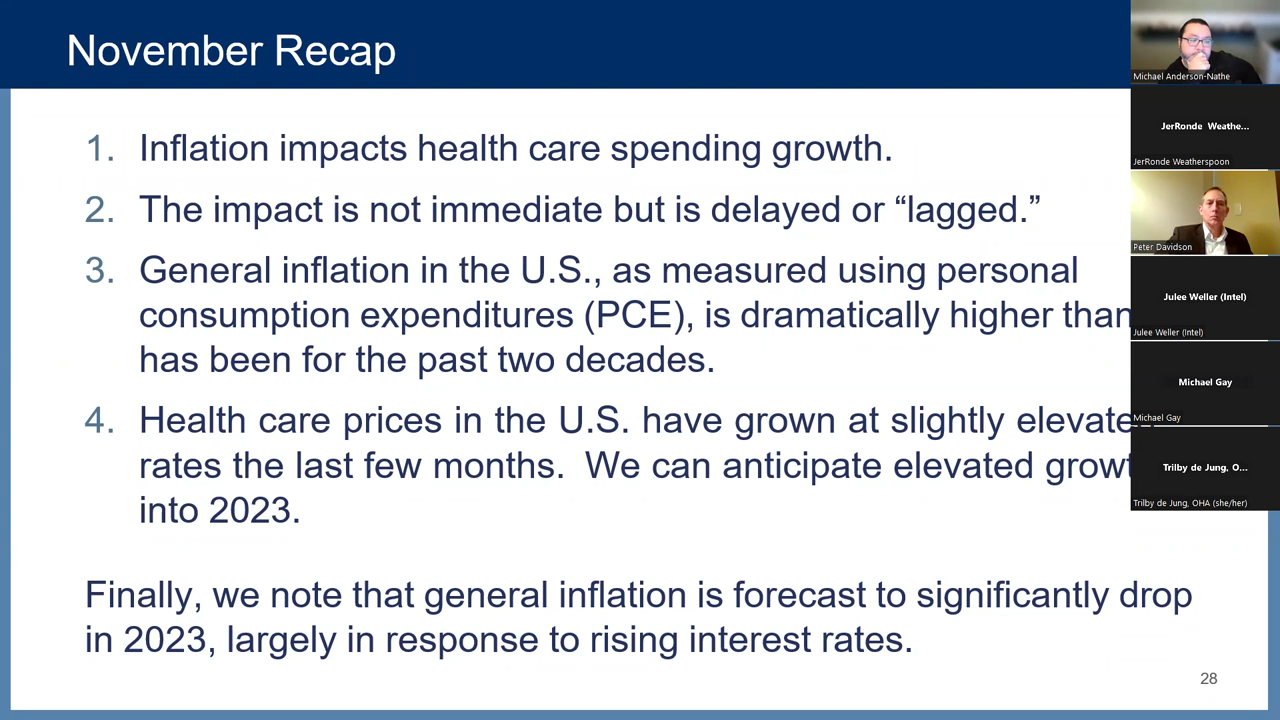 November Recap
1. Inflation impacts health care spending growth.
2. The impact is not immediate but is delayed or “lagged.”
3. General inflation in the U.S., as measured using personal
consumption expenditures (PCE), is dramatically higher than
has been for the past two decades.
4. Health care prices in the U.S. have grown at slightly elevated
rates the last few months. We can anticipate elevated growt
into 2023.
Finally, we note that general inflation is forecast to significantly drop
in 2023, largely in response to rising interest rates.
28
Michael Anderson-Nathe
JerRonde Weathe...
JerRonde Weatherspoon
Peter Davidson
Julee Weller (Intel)
Julee Weller (Intel)
Michael Gay
Michael Gay
Trilby de Jung, O...
Trilby de Jung, OHA (she/her)